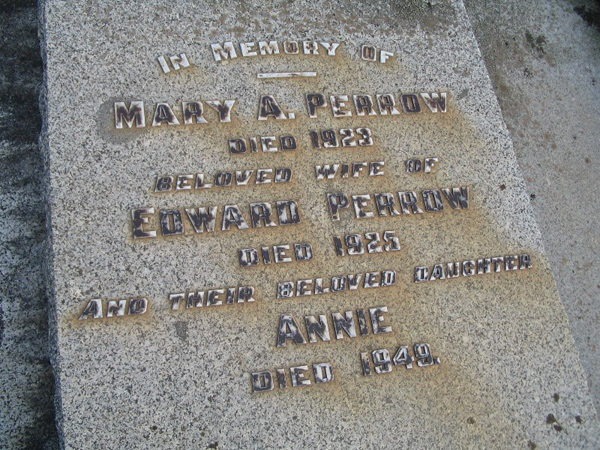 IN MEMORY OF
MARY A. PERROW
DIED 1923
BELOVED WIFE OF
EDWARD PERROW
DIED 1925
AND THEIR BELOVED DAUGHTER
ANNIE
DIED 1949.